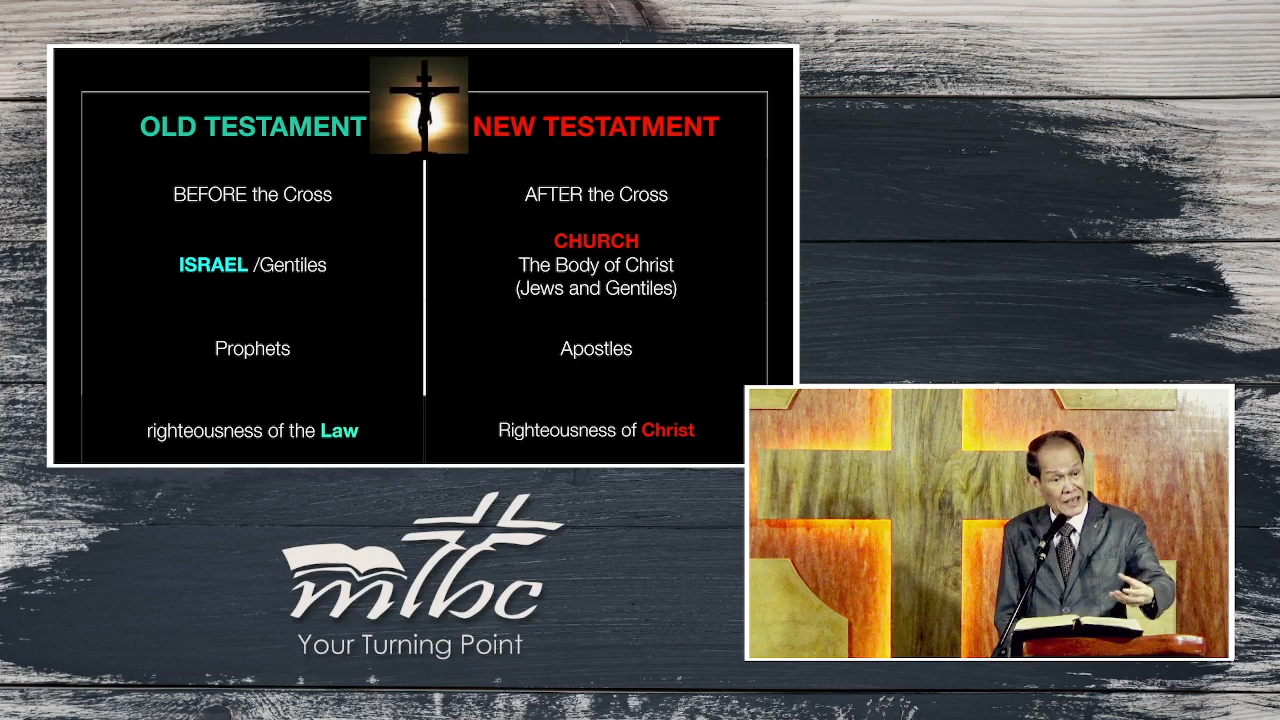 OLD TESTAMENT
NEW TESTATMENT
BEFORE the Cross
AFTER the Cross
ISRAEL /Gentiles
CHURCH
The Body of Christ
(Jews and Gentiles)
Prophets
Apostles
righteousness of the Law
Righteousness of Christ
mlbc
Your Turning Point